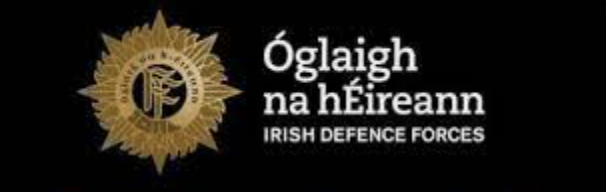 Óglaigh
na hÉireann
IRISH DEFENCE FORCES